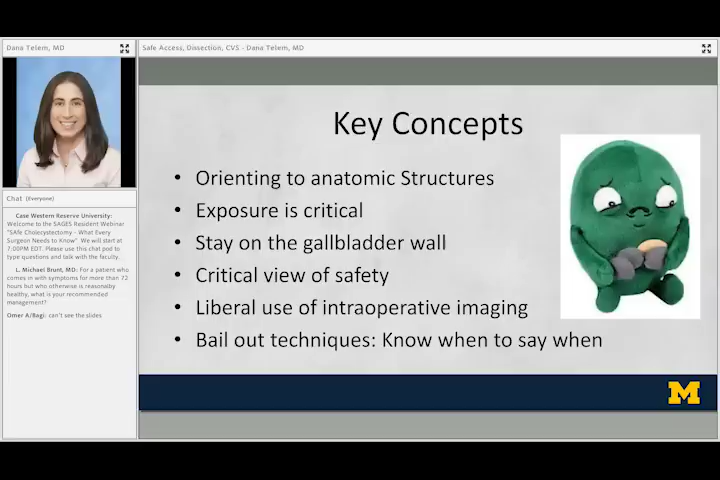 Dana Telem, MD
Safe Access, Dissection, CVS - Dana Telem, MD
Chat (Everyone)
Case Western Reserve University:
Welcome to the SAGES Resident Webinar
"SAfe Cholecystectomy - What Every
Surgeon Needs to Know" We will start at
7:00PM EDT. Please use this chat pod to
type questions and talk with the faculty.
L. Michael Brunt, MD: For a patient who
comes in with symptoms for more than 72
hours but who otherwise is reasonably
healthy, what is your recommended
management?
Omer A/Bagi: can't see the slides
Key Concepts
• Orienting to anatomic Structures
• Exposure is critical
• Stay on the gallbladder wall
• Critical view of safety
• Liberal use of intraoperative imaging
• Bail out techniques: Know when to say when
M